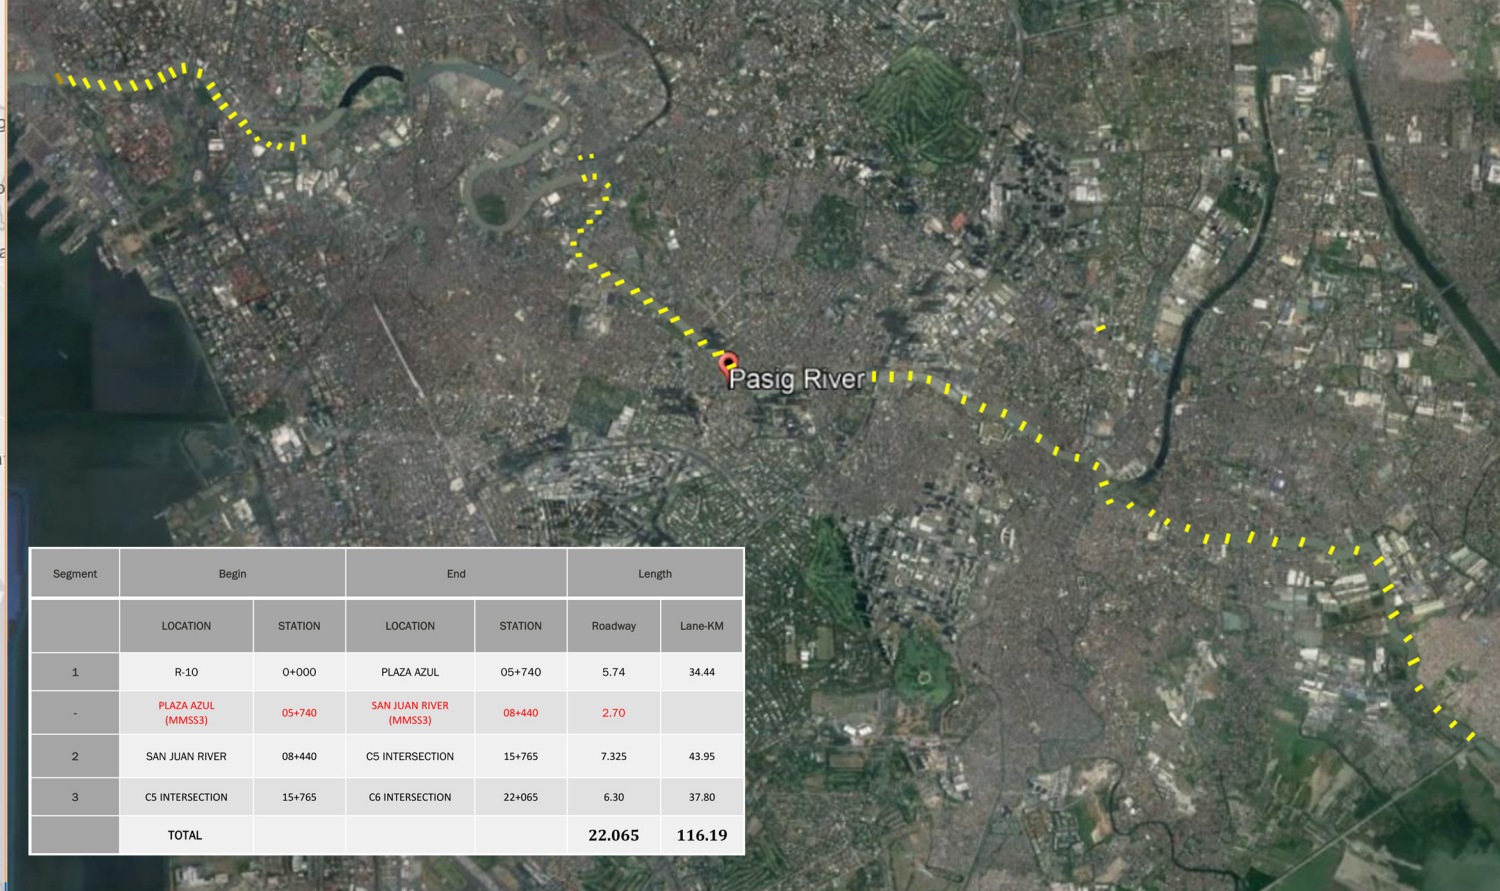 Pasig River
Segment Begin End Length
LOCATION STATION LOCATION STATION Roadway Lane-KM
1 R-10 0+000 PLAZA AZUL 05+740 5.74 34.44
- PLAZA AZUL (MMSS3) 05+740 SAN JUAN RIVER (MMSS3) 08+440 2.70
2 SAN JUAN RIVER 08+440 C5 INTERSECTION 15+765 7.325 43.95
3 C5 INTERSECTION 15+765 C6 INTERSECTION 22+065 6.30 37.80
TOTAL 22.065 116.19